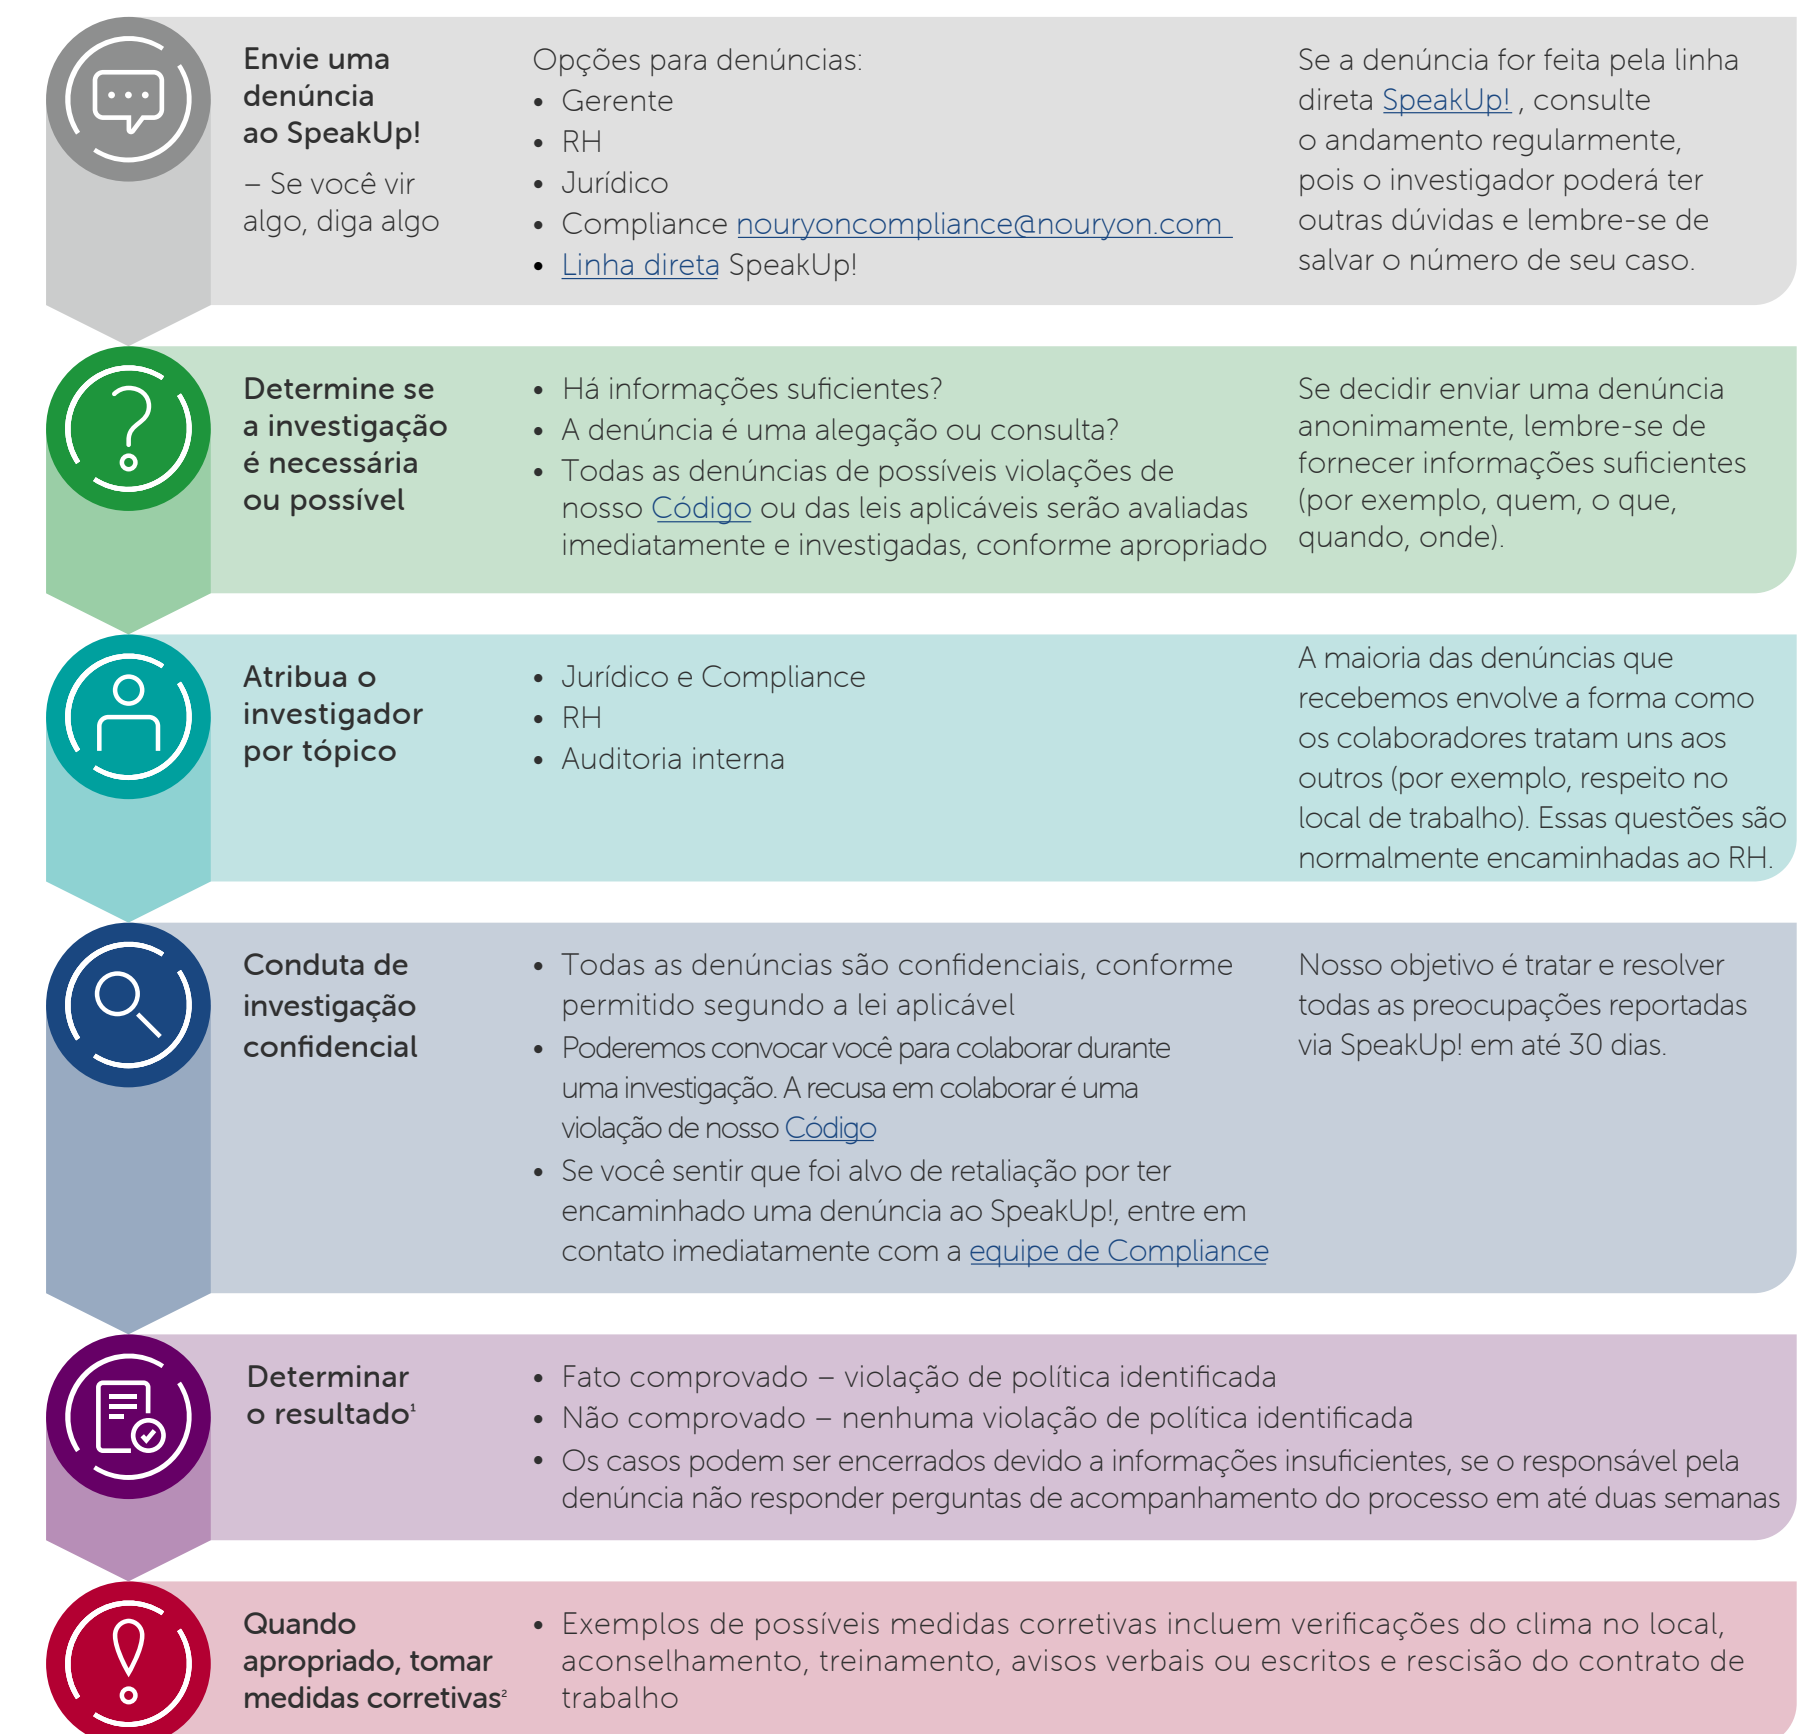 Envie uma
denúncia
ao SpeakUp!
– Se você vir
algo, diga algo
Opções para denúncias:
• Gerente
• RH
• Jurídico
• Compliance nouryoncompliance@nouryon.com
• Linha direta SpeakUp!
Se a denúncia for feita pela linha
direta SpeakUp! , consulte
o andamento regularmente,
pois o investigador poderá ter
outras dúvidas e lembre-se de
salvar o número de seu caso.
Determine se
a investigação
é necessária
ou possível
• Há informações suficientes?
• A denúncia é uma alegação ou consulta?
• Todas as denúncias de possíveis violações de
nosso Código ou das leis aplicáveis serão avaliadas
imediatamente e investigadas, conforme apropriado
Se decidir enviar uma denúncia
anonimamente, lembre-se de
fornecer informações suficientes
(por exemplo, quem, o que,
quando, onde).
Atribua o
investigador
por tópico
• Jurídico e Compliance
• RH
• Auditoria interna
A maioria das denúncias que
recebemos envolve a forma como
os colaboradores tratam uns aos
outros (por exemplo, respeito no
local de trabalho). Essas questões são
normalmente encaminhadas ao RH.
Conduta de
investigação
confidencial
• Todas as denúncias são confidenciais, conforme
permitido segundo a lei aplicável
• Poderemos convocar você para colaborar durante
uma investigação. A recusa em colaborar é uma
violação de nosso Código
• Se você sentir que foi alvo de retaliação por ter
encaminhado uma denúncia ao SpeakUp!, entre em
contato imediatamente com a equipe de Compliance
Nosso objetivo é tratar e resolver
todas as preocupações reportadas
via SpeakUp! em até 30 dias.
Determinar
o resultado¹
• Fato comprovado – violação de política identificada
• Não comprovado – nenhuma violação de política identificada
• Os casos podem ser encerrados devido a informações insuficientes, se o responsável pela
denúncia não responder perguntas de acompanhamento do processo em até duas semanas
Quando
apropriado, tomar
medidas corretivas²
• Exemplos de possíveis medidas corretivas incluem verificações do clima no local,
aconselhamento, treinamento, avisos verbais ou escritos e rescisão do contrato de
trabalho